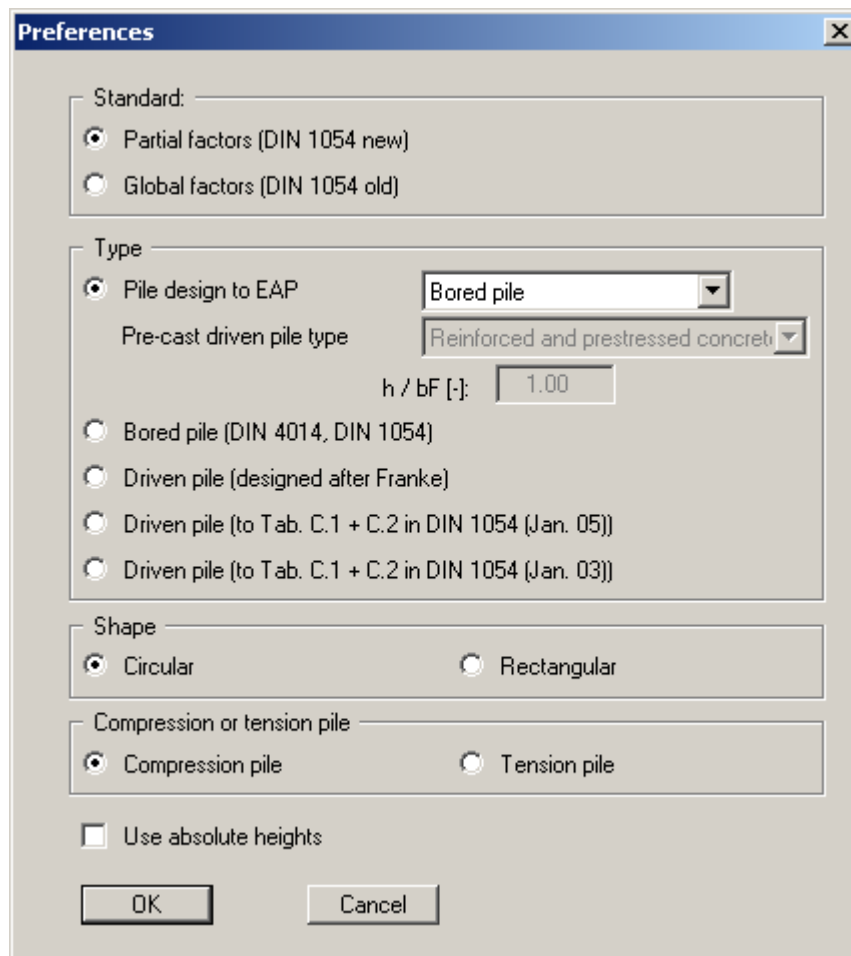 Preferences
Standard:
Partial factors (DIN 1054 new)
Global factors (DIN 1054 old)
Type
Pile design to EAP Bored pile
Pre-cast driven pile type Reinforced and prestressed concret
h / bF [-]: 1.00
Bored pile (DIN 4014, DIN 1054)
Driven pile (designed after Franke)
Driven pile (to Tab. C.1 + C.2 in DIN 1054 (Jan. 05))
Driven pile (to Tab. C.1 + C.2 in DIN 1054 (Jan. 03))
Shape
Circular Rectangular
Compression or tension pile
Compression pile Tension pile
Use absolute heights
OK Cancel